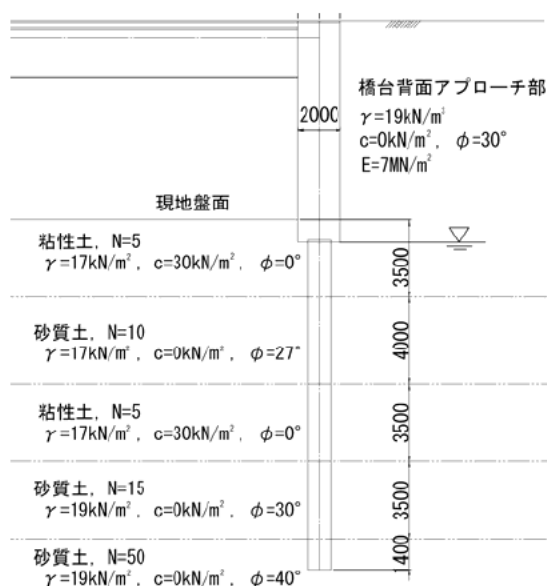 橋台背面アプローチ部
γ=19kN/m³
c=0kN/m², φ=30°
E=7MN/m²
2000
現地盤面
粘性土, N=5
γ=17kN/m², c=30kN/m², φ=0°
3500
砂質土, N=10
γ=17kN/m², c=0kN/m², φ=27°
4000
粘性土, N=5
γ=17kN/m², c=30kN/m², φ=0°
3500
砂質土, N=15
γ=19kN/m², c=0kN/m², φ=30°
3500
砂質土, N=50
γ=19kN/m², c=0kN/m², φ=40°
400